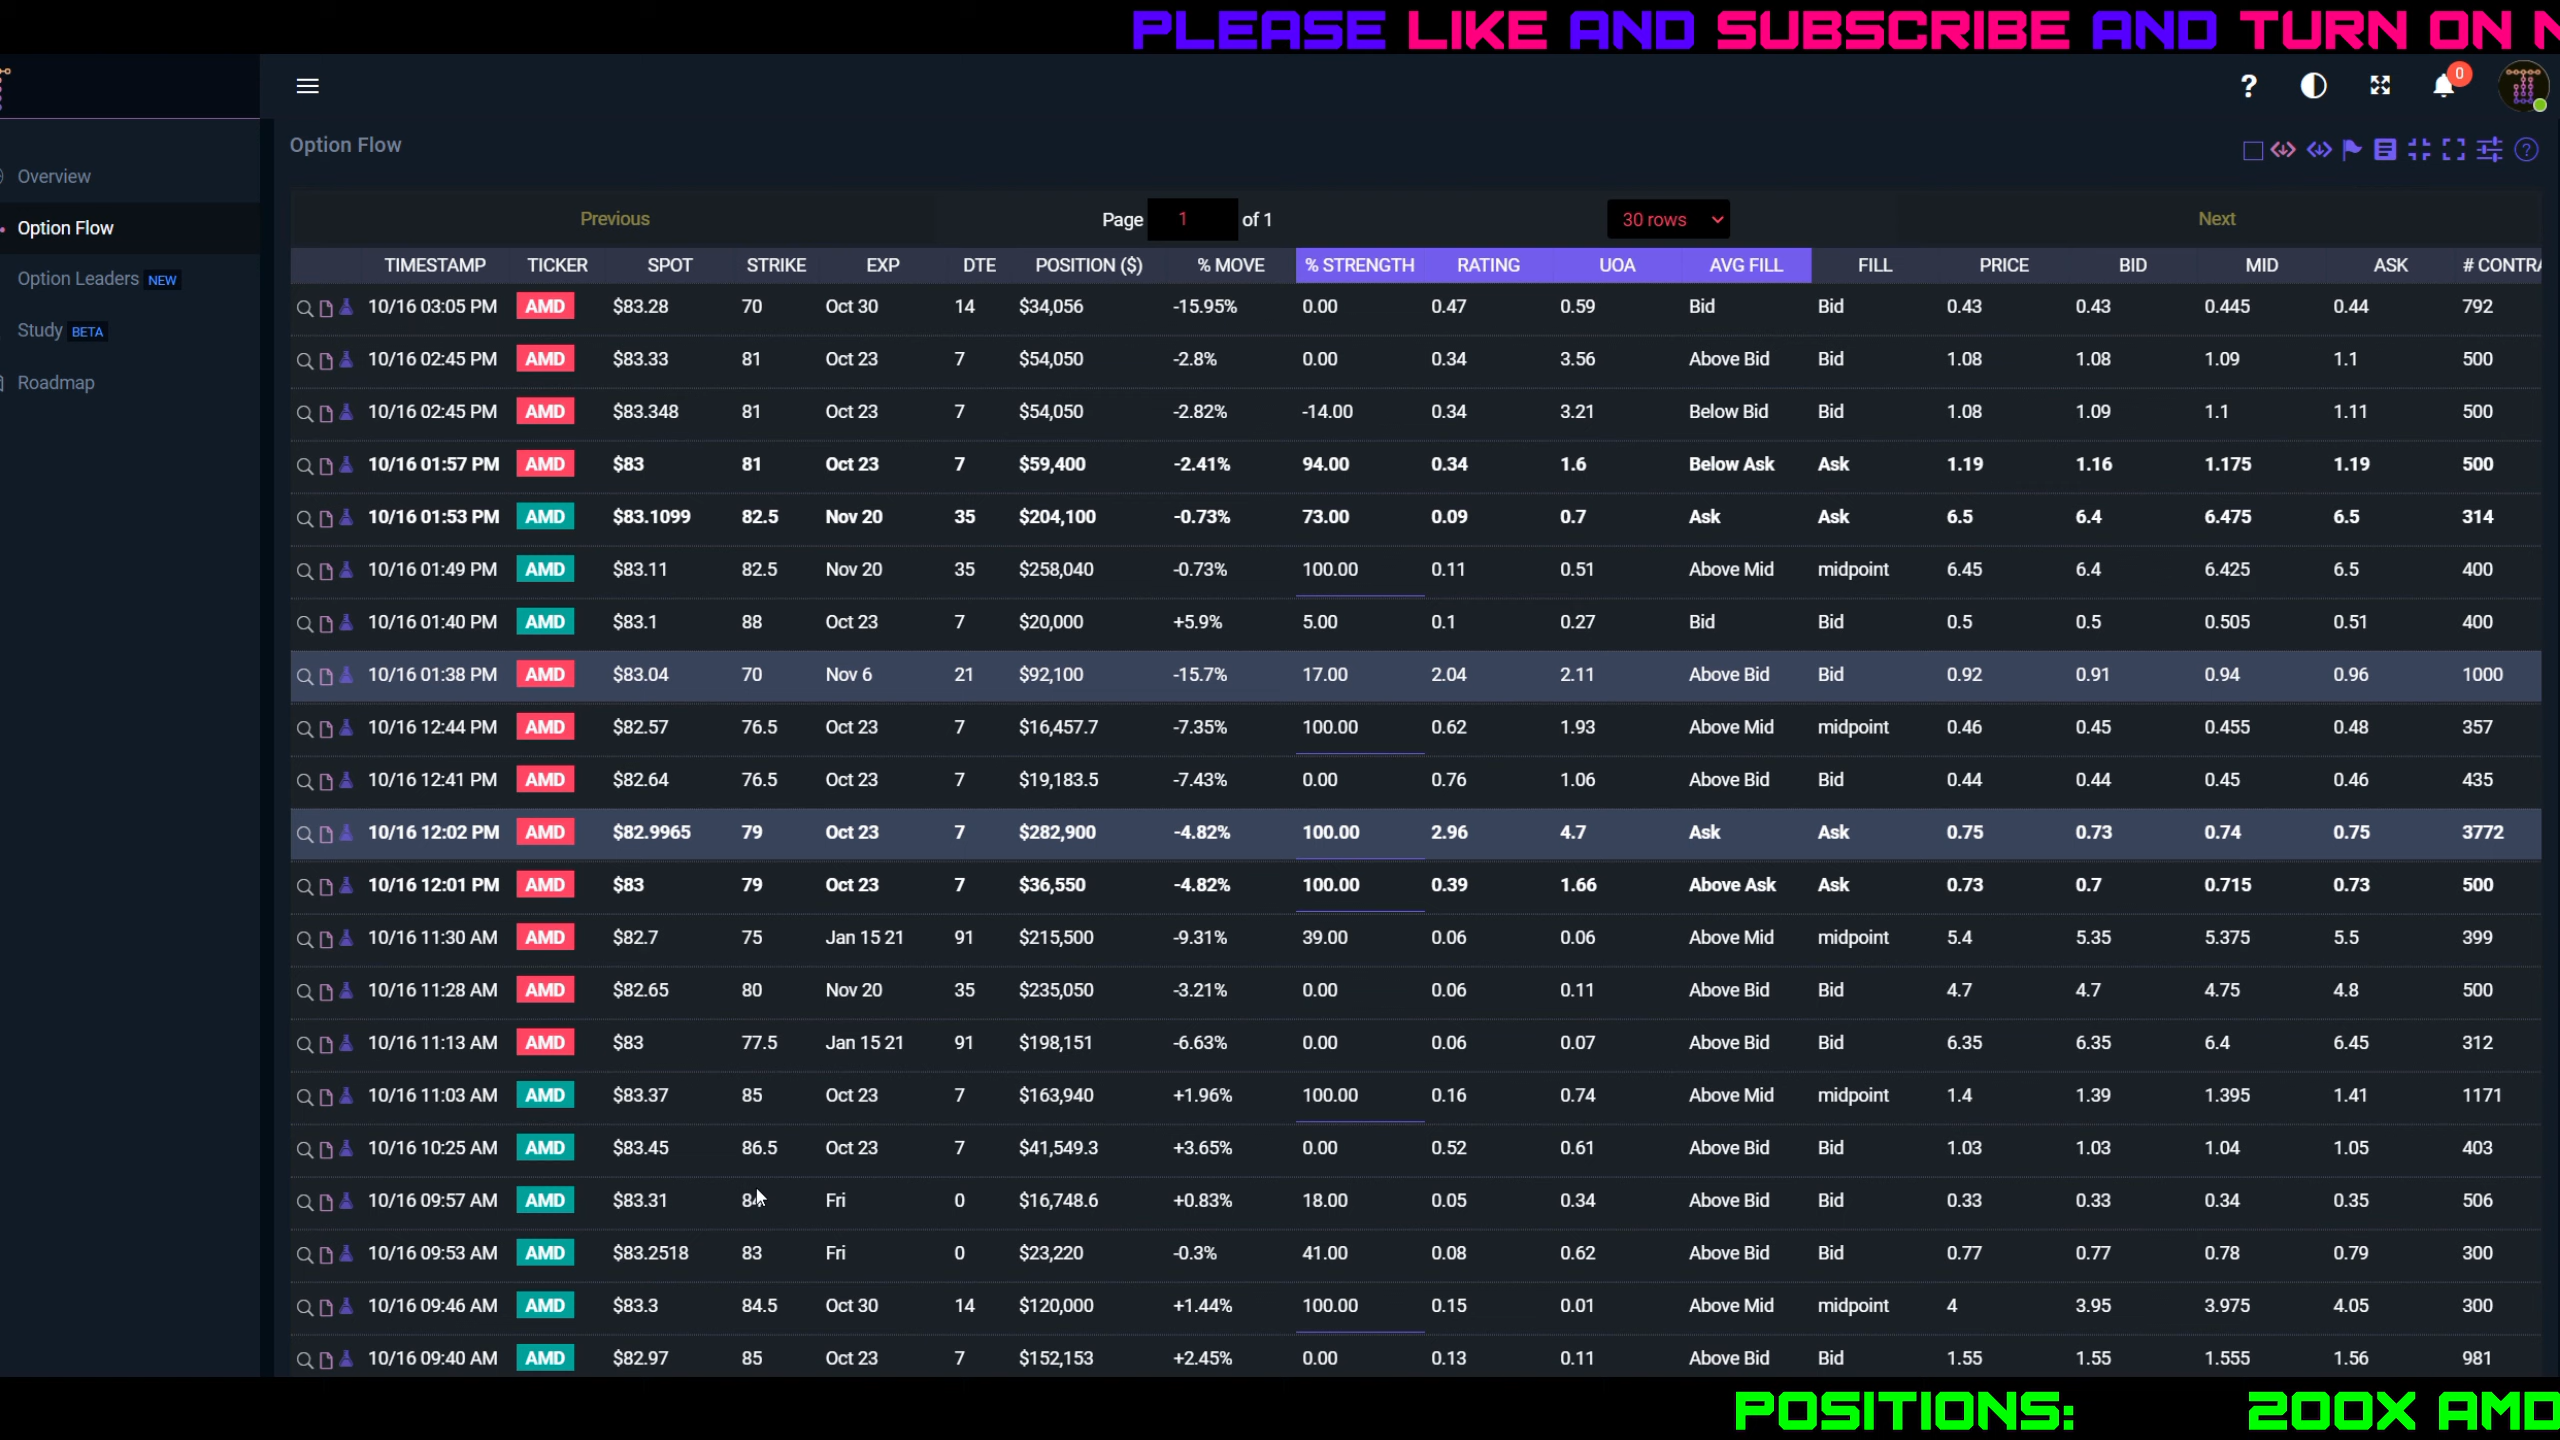 PLEASE LIKE AND SUBSCRIBE AND TURN ON
0
Option Flow
Overview
Option Flow
Option Leaders NEW
Study BETA
Roadmap
Previous Page 1 of 1 30 rows Next
TIMESTAMP TICKER SPOT STRIKE EXP DTE POSITION ($) % MOVE % STRENGTH RATING UOA AVG FILL FILL PRICE BID MID ASK # CONTRA
10/16 03:05 PM AMD $83.28 70 Oct 30 14 $34,056 -15.95% 0.00 0.47 0.59 Bid Bid 0.43 0.43 0.445 0.44 792
10/16 02:45 PM AMD $83.33 81 Oct 23 7 $54,050 -2.8% 0.00 0.34 3.56 Above Bid Bid 1.08 1.08 1.09 1.1 500
10/16 02:45 PM AMD $83.348 81 Oct 23 7 $54,050 -2.82% -14.00 0.34 3.21 Below Bid Bid 1.08 1.09 1.1 1.11 500
10/16 01:57 PM AMD $83 81 Oct 23 7 $59,400 -2.41% 94.00 0.34 1.6 Below Ask Ask 1.19 1.16 1.175 1.19 500
10/16 01:53 PM AMD $83.1099 82.5 Nov 20 35 $204,100 -0.73% 73.00 0.09 0.7 Ask Ask 6.5 6.4 6.475 6.5 314
10/16 01:49 PM AMD $83.11 82.5 Nov 20 35 $258,040 -0.73% 100.00 0.11 0.51 Above Mid midpoint 6.45 6.4 6.425 6.5 400
10/16 01:40 PM AMD $83.1 88 Oct 23 7 $20,000 +5.9% 5.00 0.1 0.27 Bid Bid 0.5 0.5 0.505 0.51 400
10/16 01:38 PM AMD $83.04 70 Nov 6 21 $92,100 -15.7% 17.00 2.04 2.11 Above Bid Bid 0.92 0.91 0.94 0.96 1000
10/16 12:44 PM AMD $82.57 76.5 Oct 23 7 $16,457.7 -7.35% 100.00 0.62 1.93 Above Mid midpoint 0.46 0.45 0.455 0.48 357
10/16 12:41 PM AMD $82.64 76.5 Oct 23 7 $19,183.5 -7.43% 0.00 0.76 1.06 Above Bid Bid 0.44 0.44 0.45 0.46 435
10/16 12:02 PM AMD $82.9965 79 Oct 23 7 $282,900 -4.82% 100.00 2.96 4.7 Ask Ask 0.75 0.73 0.74 0.75 3772
10/16 12:01 PM AMD $83 79 Oct 23 7 $36,550 -4.82% 100.00 0.39 1.66 Above Ask Ask 0.73 0.7 0.715 0.73 500
10/16 11:30 AM AMD $82.7 75 Jan 15 21 91 $215,500 -9.31% 39.00 0.06 0.06 Above Mid midpoint 5.4 5.35 5.375 5.5 399
10/16 11:28 AM AMD $82.65 80 Nov 20 35 $235,050 -3.21% 0.00 0.06 0.11 Above Bid Bid 4.7 4.7 4.75 4.8 500
10/16 11:13 AM AMD $83 77.5 Jan 15 21 91 $198,151 -6.63% 0.00 0.06 0.07 Above Bid Bid 6.35 6.35 6.4 6.45 312
10/16 11:03 AM AMD $83.37 85 Oct 23 7 $163,940 +1.96% 100.00 0.16 0.74 Above Mid midpoint 1.4 1.39 1.395 1.41 1171
10/16 10:25 AM AMD $83.45 86.5 Oct 23 7 $41,549.3 +3.65% 0.00 0.52 0.61 Above Bid Bid 1.03 1.03 1.04 1.05 403
10/16 09:57 AM AMD $83.31 84 Fri 0 $16,748.6 +0.83% 18.00 0.05 0.34 Above Bid Bid 0.33 0.33 0.34 0.35 506
10/16 09:53 AM AMD $83.2518 83 Fri 0 $23,220 -0.3% 41.00 0.08 0.62 Above Bid Bid 0.77 0.77 0.78 0.79 300
10/16 09:46 AM AMD $83.3 84.5 Oct 30 14 $120,000 +1.44% 100.00 0.15 0.01 Above Mid midpoint 4 3.95 3.975 4.05 300
10/16 09:40 AM AMD $82.97 85 Oct 23 7 $152,153 +2.45% 0.00 0.13 0.11 Above Bid Bid 1.55 1.55 1.555 1.56 981
POSITIONS: 200X AMD